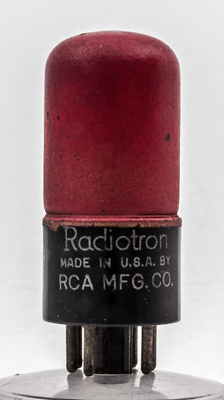 Radiotron
MADE IN U.S.A. BY
RCA MFG. CO.